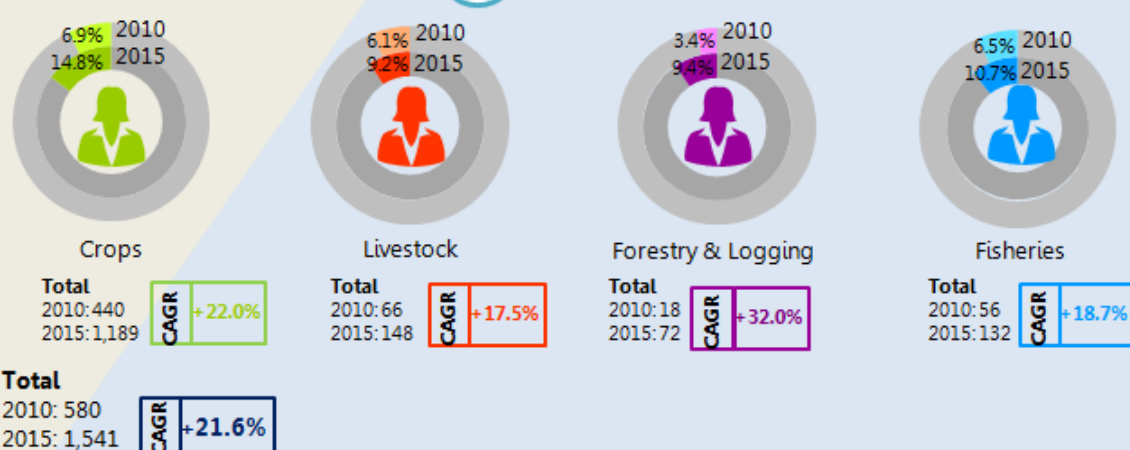 6.9% 2010
14.8% 2015
6.1% 2010
9.2% 2015
3.4% 2010
9.4% 2015
6.5% 2010
10.7% 2015
Crops
Livestock
Forestry & Logging
Fisheries
Total
2010: 440
2015: 1,189
CAGR
+22.0%
Total
2010: 66
2015: 148
CAGR
+17.5%
Total
2010: 18
2015: 72
CAGR
+32.0%
Total
2010: 56
2015: 132
CAGR
+18.7%
Total
2010: 580
2015: 1,541
CAGR
+21.6%